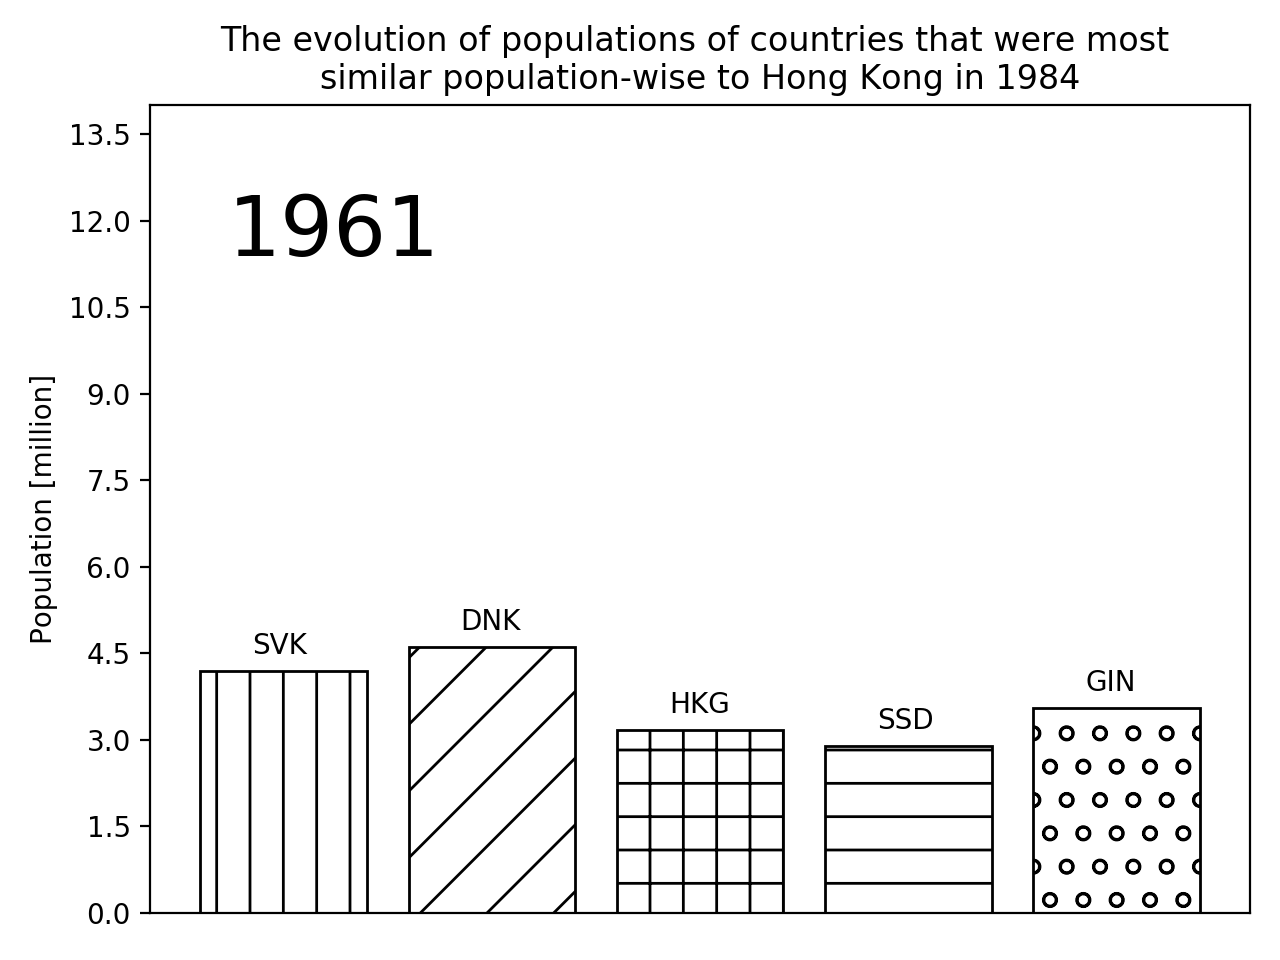 The evolution of populations of countries that were most
similar population-wise to Hong Kong in 1984
Population [million]
13.5
12.0
10.5
9.0
7.5
6.0
4.5
3.0
1.5
0.0
1961
SVK
DNK
HKG
SSD
GIN